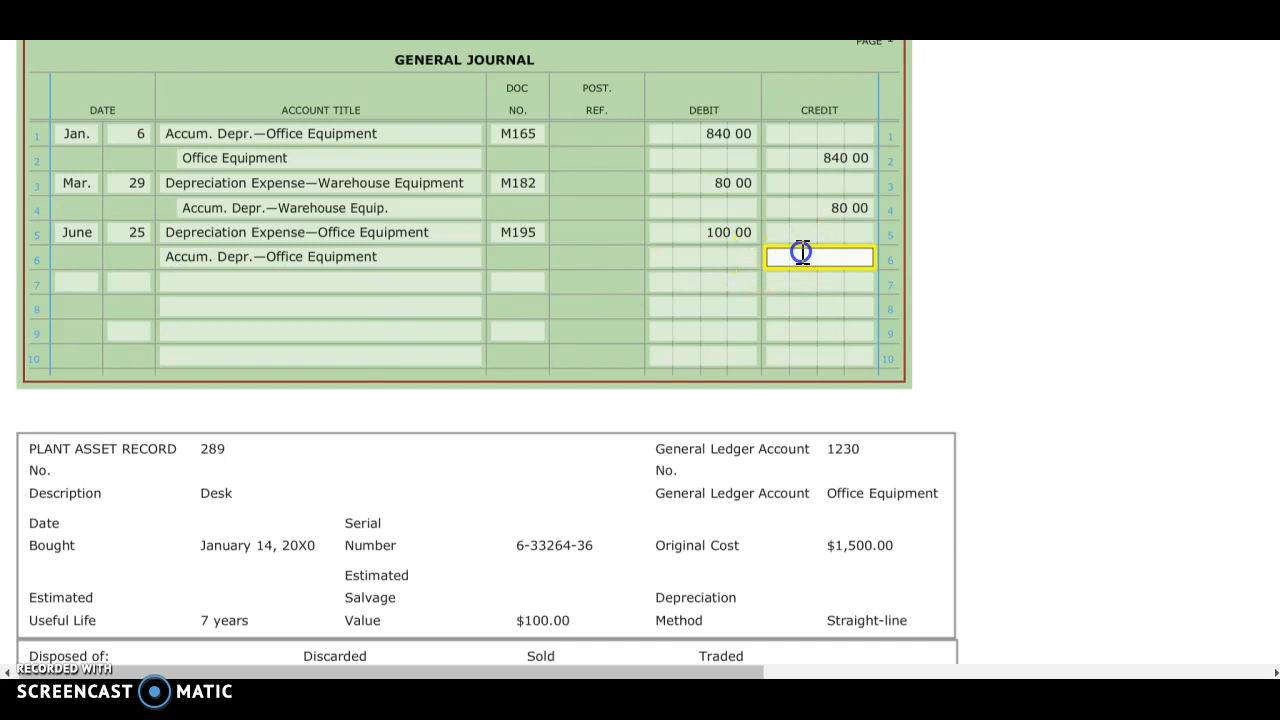 PAGE
GENERAL JOURNAL
DOC POST.
DATE ACCOUNT TITLE NO. REF. DEBIT CREDIT
1 Jan. 6 Accum. Depr.—Office Equipment M165 840 00 1
2 Office Equipment 840 00 2
3 Mar. 29 Depreciation Expense—Warehouse Equipment M182 80 00 3
4 Accum. Depr.—Warehouse Equip. 80 00 4
5 June 25 Depreciation Expense—Office Equipment M195 100 00 5
6 Accum. Depr.—Office Equipment 6
7 7
8 8
9 9
10 10
PLANT ASSET RECORD 289 General Ledger Account 1230
No. No.
Description Desk General Ledger Account Office Equipment
Date Serial
Bought January 14, 20X0 Number 6-33264-36 Original Cost $1,500.00
Estimated
Estimated Salvage Depreciation
Useful Life 7 years Value $100.00 Method Straight-line
Disposed of: Discarded Sold Traded
RECORDED WITH
SCREENCAST MATIC